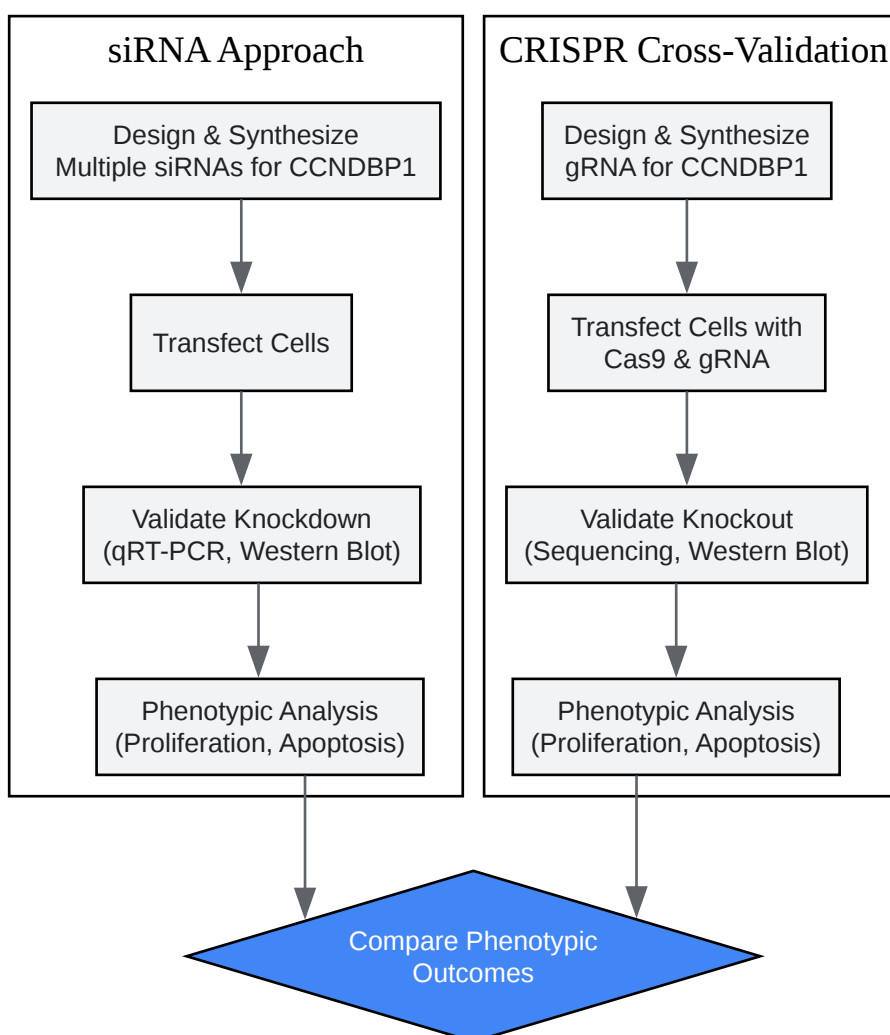 siRNA Approach
Design & Synthesize
Multiple siRNAs for CCNDBP1
Transfect Cells
Validate Knockdown
(qRT-PCR, Western Blot)
Phenotypic Analysis
(Proliferation, Apoptosis)
CRISPR Cross-Validation
Design & Synthesize
gRNA for CCNDBP1
Transfect Cells with
Cas9 & gRNA
Validate Knockout
(Sequencing, Western Blot)
Phenotypic Analysis
(Proliferation, Apoptosis)
Compare Phenotypic
Outcomes